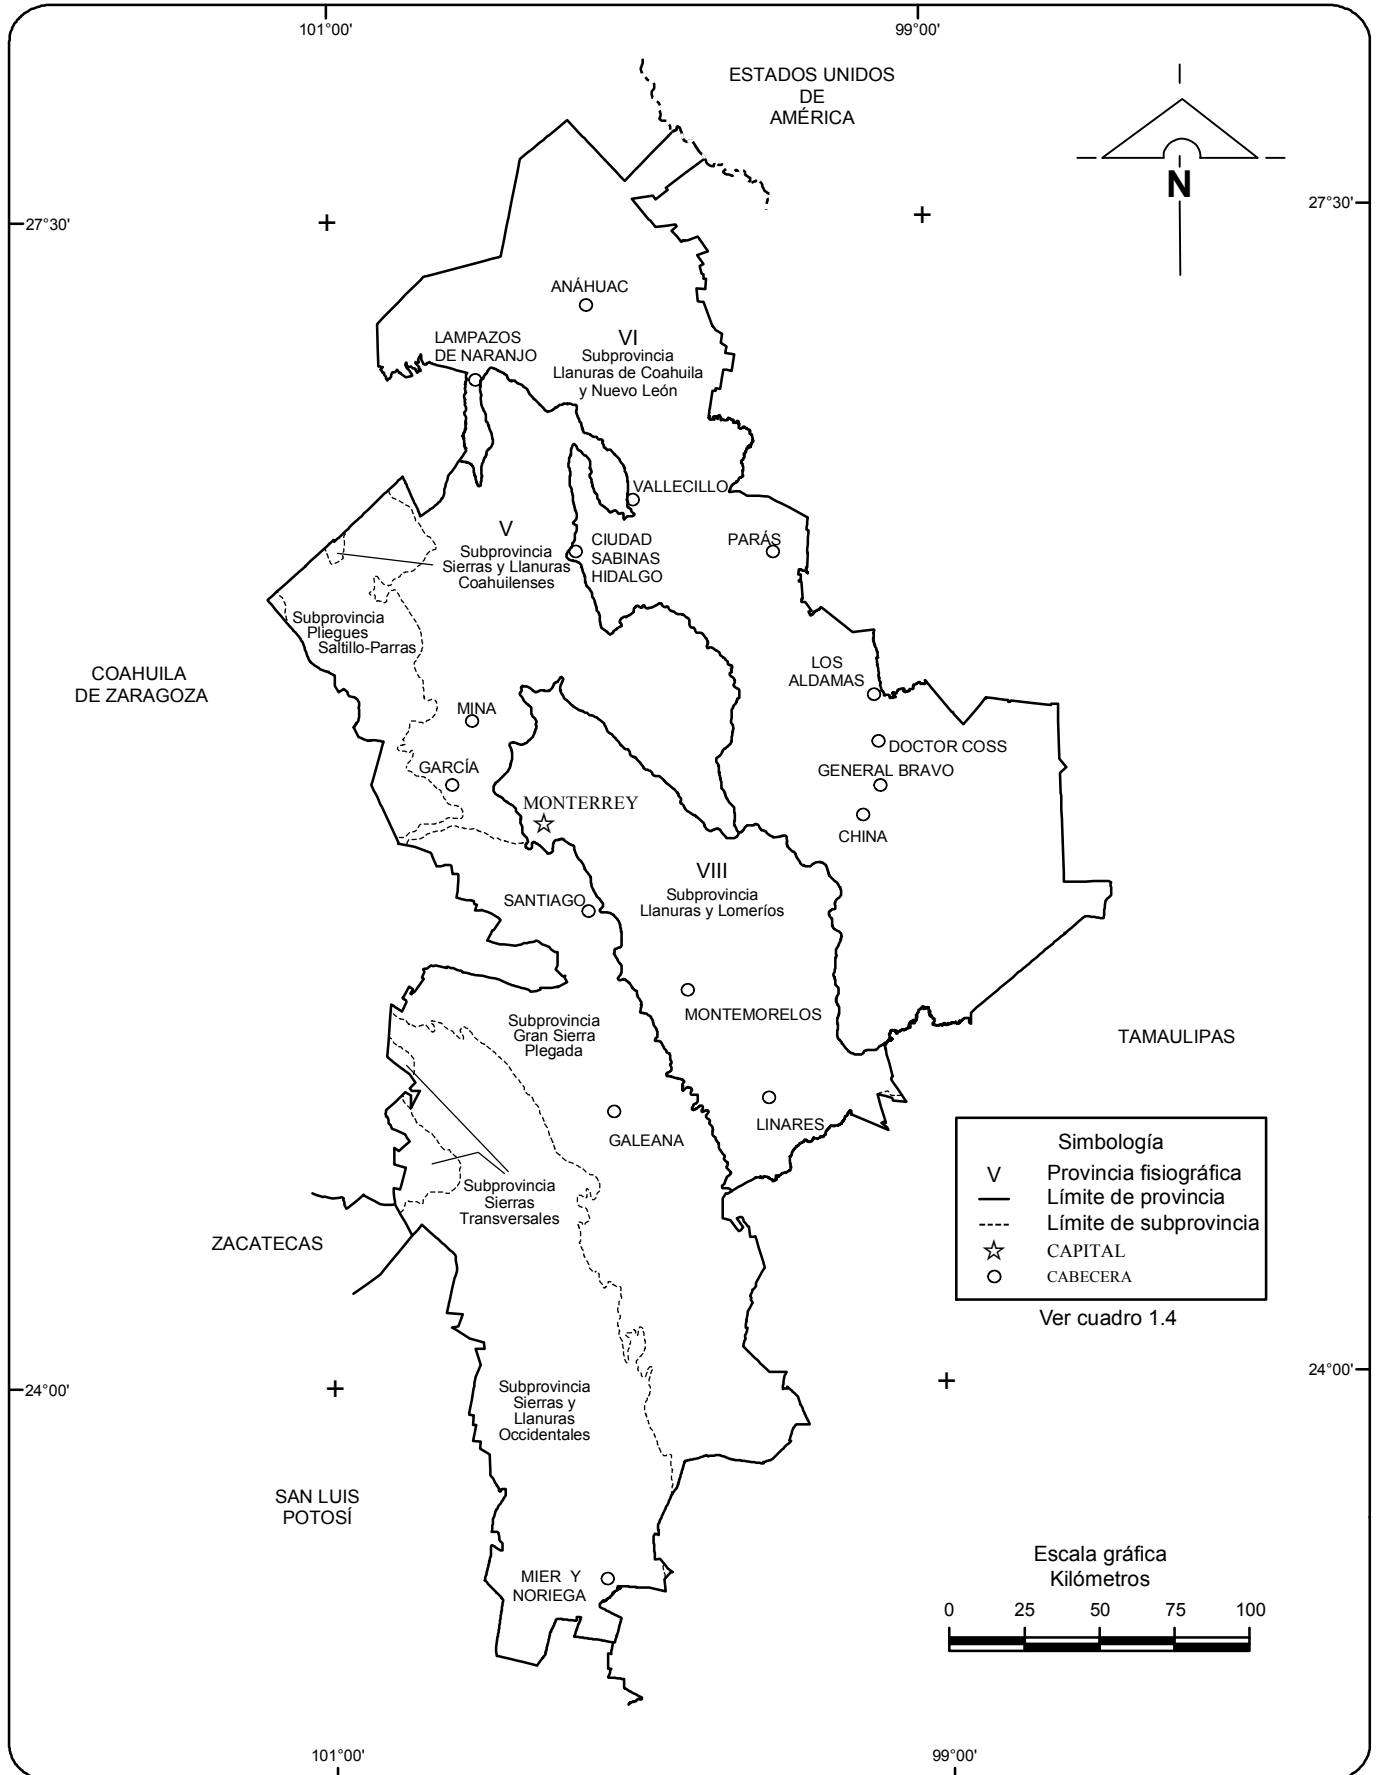 101°00'
99°00'
ESTADOS UNIDOS
DE
AMÉRICA
N
27°30'
27°30'
ANÁHUAC
LAMPAZOS
DE NARANJO
VI
Subprovincia
Llanuras de Coahuila
y Nuevo León
VALLECILLO
V
Subprovincia
Sierras y Llanuras
Coahuilenses
CIUDAD
SABINAS
HIDALGO
PARÁS
Subprovincia
Pliegues
Saltillo-Parras
COAHUILA
DE ZARAGOZA
LOS
ALDAMAS
MINA
DOCTOR COSS
GARCÍA
GENERAL BRAVO
MONTERREY
CHINA
VIII
Subprovincia
Llanuras y Lomeríos
SANTIAGO
MONTEMORELOS
Subprovincia
Gran Sierra
Plegada
TAMAULIPAS
LINARES
GALEANA
Subprovincia
Sierras
Transversales
ZACATECAS
Simbología
V Provincia fisiográfica
Límite de provincia
Límite de subprovincia
CAPITAL
CABECERA
Ver cuadro 1.4
24°00'
24°00'
Subprovincia
Sierras y
Llanuras
Occidentales
SAN LUIS
POTOSÍ
MIER Y
NORIEGA
Escala gráfica
Kilómetros
0 25 50 75 100
101°00'
99°00'